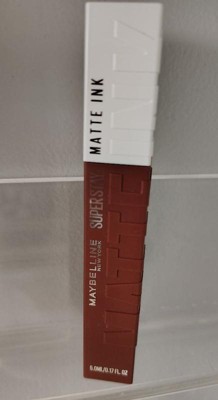 MATTE INK
SUPERSTAY
MAYBELLINE
NEW YORK
5.0ML/0.17 FL. OZ